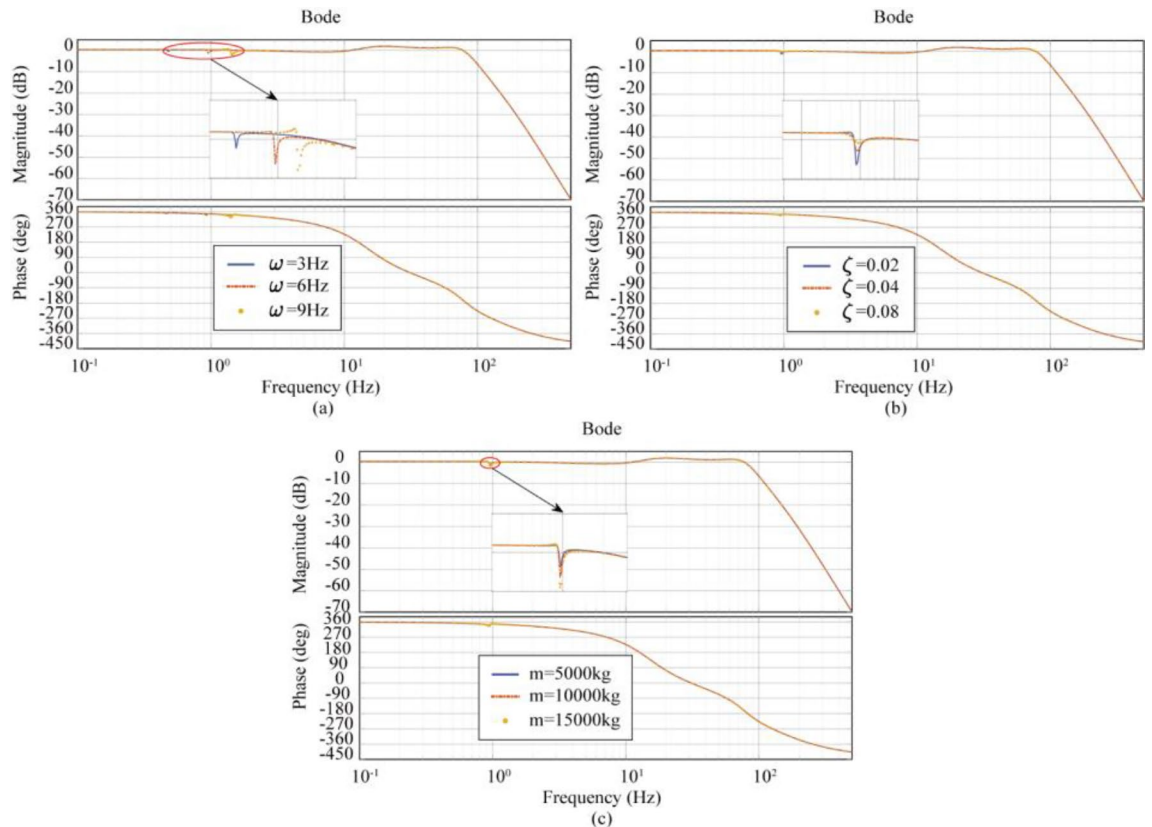 Bode
Magnitude (dB)
0
-10
-20
-30
-40
-50
-60
-70
Phase (deg)
360
270
180
90
0
-90
-180
-270
-360
-450
ω=3Hz
ω=6Hz
ω=9Hz
10⁻¹ 10⁰ 10¹ 10²
Frequency (Hz)
(a)
Bode
Magnitude (dB)
0
-10
-20
-30
-40
-50
-60
-70
Phase (deg)
360
270
180
90
0
-90
-180
-270
-360
-450
ζ=0.02
ζ=0.04
ζ=0.08
10⁻¹ 10⁰ 10¹ 10²
Frequency (Hz)
(b)
Bode
Magnitude (dB)
0
-10
-20
-30
-40
-50
-60
-70
Phase (deg)
360
270
180
90
0
-90
-180
-270
-360
-450
m=5000kg
m=10000kg
m=15000kg
10⁻¹ 10⁰ 10¹ 10²
Frequency (Hz)
(c)